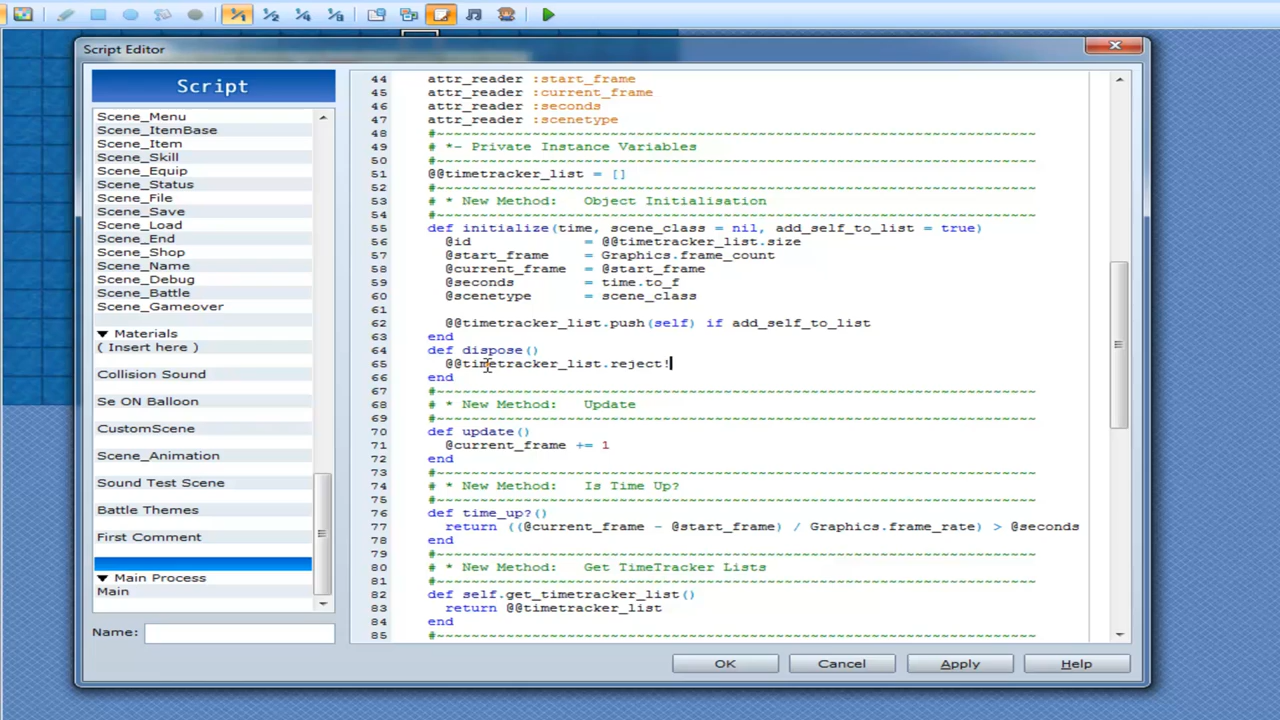 Script Editor
Script
Scene_Menu
Scene_ItemBase
Scene_Item
Scene_Skill
Scene_Equip
Scene_Status
Scene_File
Scene_Save
Scene_Load
Scene_End
Scene_Shop
Scene_Name
Scene_Debug
Scene_Battle
Scene_Gameover
▼ Materials
( Insert here )
Collision Sound
Se ON Balloon
CustomScene
Scene_Animation
Sound Test Scene
Battle Themes
First Comment
▼ Main Process
Main
Name:
44 attr_reader :start_frame
45 attr_reader :current_frame
46 attr_reader :seconds
47 attr_reader :scenetype
48 #~~~~~~~~~~~~~~~~~~~~~~~~~~~~~~~~~~~~~~~~~~~~~~~~~~~~~~~~~~~~~~~~~~~~~
49 # *- Private Instance Variables
50 #~~~~~~~~~~~~~~~~~~~~~~~~~~~~~~~~~~~~~~~~~~~~~~~~~~~~~~~~~~~~~~~~~~~~~
51 @@timetracker_list = []
52 #~~~~~~~~~~~~~~~~~~~~~~~~~~~~~~~~~~~~~~~~~~~~~~~~~~~~~~~~~~~~~~~~~~~~~
53 # * New Method:   Object Initialisation
54 #~~~~~~~~~~~~~~~~~~~~~~~~~~~~~~~~~~~~~~~~~~~~~~~~~~~~~~~~~~~~~~~~~~~~~
55 def initialize(time, scene_class = nil, add_self_to_list = true)
56   @id             = @@timetracker_list.size
57   @start_frame    = Graphics.frame_count
58   @current_frame  = @start_frame
59   @seconds        = time.to_f
60   @scenetype      = scene_class
61
62   @@timetracker_list.push(self) if add_self_to_list
63 end
64 def dispose()
65   @@timetracker_list.reject!
66 end
67 #~~~~~~~~~~~~~~~~~~~~~~~~~~~~~~~~~~~~~~~~~~~~~~~~~~~~~~~~~~~~~~~~~~~~~
68 # * New Method:   Update
69 #~~~~~~~~~~~~~~~~~~~~~~~~~~~~~~~~~~~~~~~~~~~~~~~~~~~~~~~~~~~~~~~~~~~~~
70 def update()
71   @current_frame += 1
72 end
73 #~~~~~~~~~~~~~~~~~~~~~~~~~~~~~~~~~~~~~~~~~~~~~~~~~~~~~~~~~~~~~~~~~~~~~
74 # * New Method:   Is Time Up?
75 #~~~~~~~~~~~~~~~~~~~~~~~~~~~~~~~~~~~~~~~~~~~~~~~~~~~~~~~~~~~~~~~~~~~~~
76 def time_up?()
77   return ((@current_frame - @start_frame) / Graphics.frame_rate) > @seconds
78 end
79 #~~~~~~~~~~~~~~~~~~~~~~~~~~~~~~~~~~~~~~~~~~~~~~~~~~~~~~~~~~~~~~~~~~~~~
80 # * New Method:   Get TimeTracker Lists
81 #~~~~~~~~~~~~~~~~~~~~~~~~~~~~~~~~~~~~~~~~~~~~~~~~~~~~~~~~~~~~~~~~~~~~~
82 def self.get_timetracker_list()
83   return @@timetracker_list
84 end
85 #~~~~~~~~~~~~~~~~~~~~~~~~~~~~~~~~~~~~~~~~~~~~~~~~~~~~~~~~~~~~~~~~~~~~~
OK
Cancel
Apply
Help